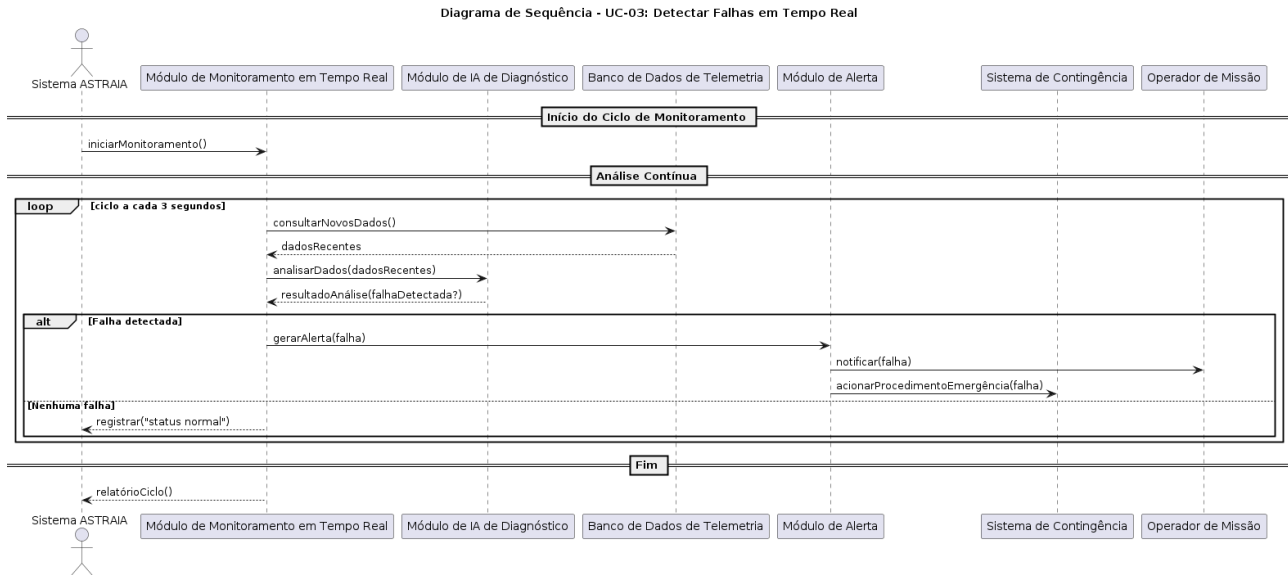 Diagrama de Sequência - UC-03: Detectar Falhas em Tempo Real
Sistema ASTRAIA
Módulo de Monitoramento em Tempo Real
Módulo de IA de Diagnóstico
Banco de Dados de Telemetria
Módulo de Alerta
Sistema de Contingência
Operador de Missão
Início do Ciclo de Monitoramento
iniciarMonitoramento()
Análise Contínua
loop
[ciclo a cada 3 segundos]
consultarNovosDados()
dadosRecentes
analisarDados(dadosRecentes)
resultadoAnálise(falhaDetectada?)
alt
[Falha detectada]
gerarAlerta(falha)
notificar(falha)
acionarProcedimentoEmergência(falha)
[Nenhuma falha]
registrar("status normal")
Fim
relatórioCiclo()
Sistema ASTRAIA
Módulo de Monitoramento em Tempo Real
Módulo de IA de Diagnóstico
Banco de Dados de Telemetria
Módulo de Alerta
Sistema de Contingência
Operador de Missão